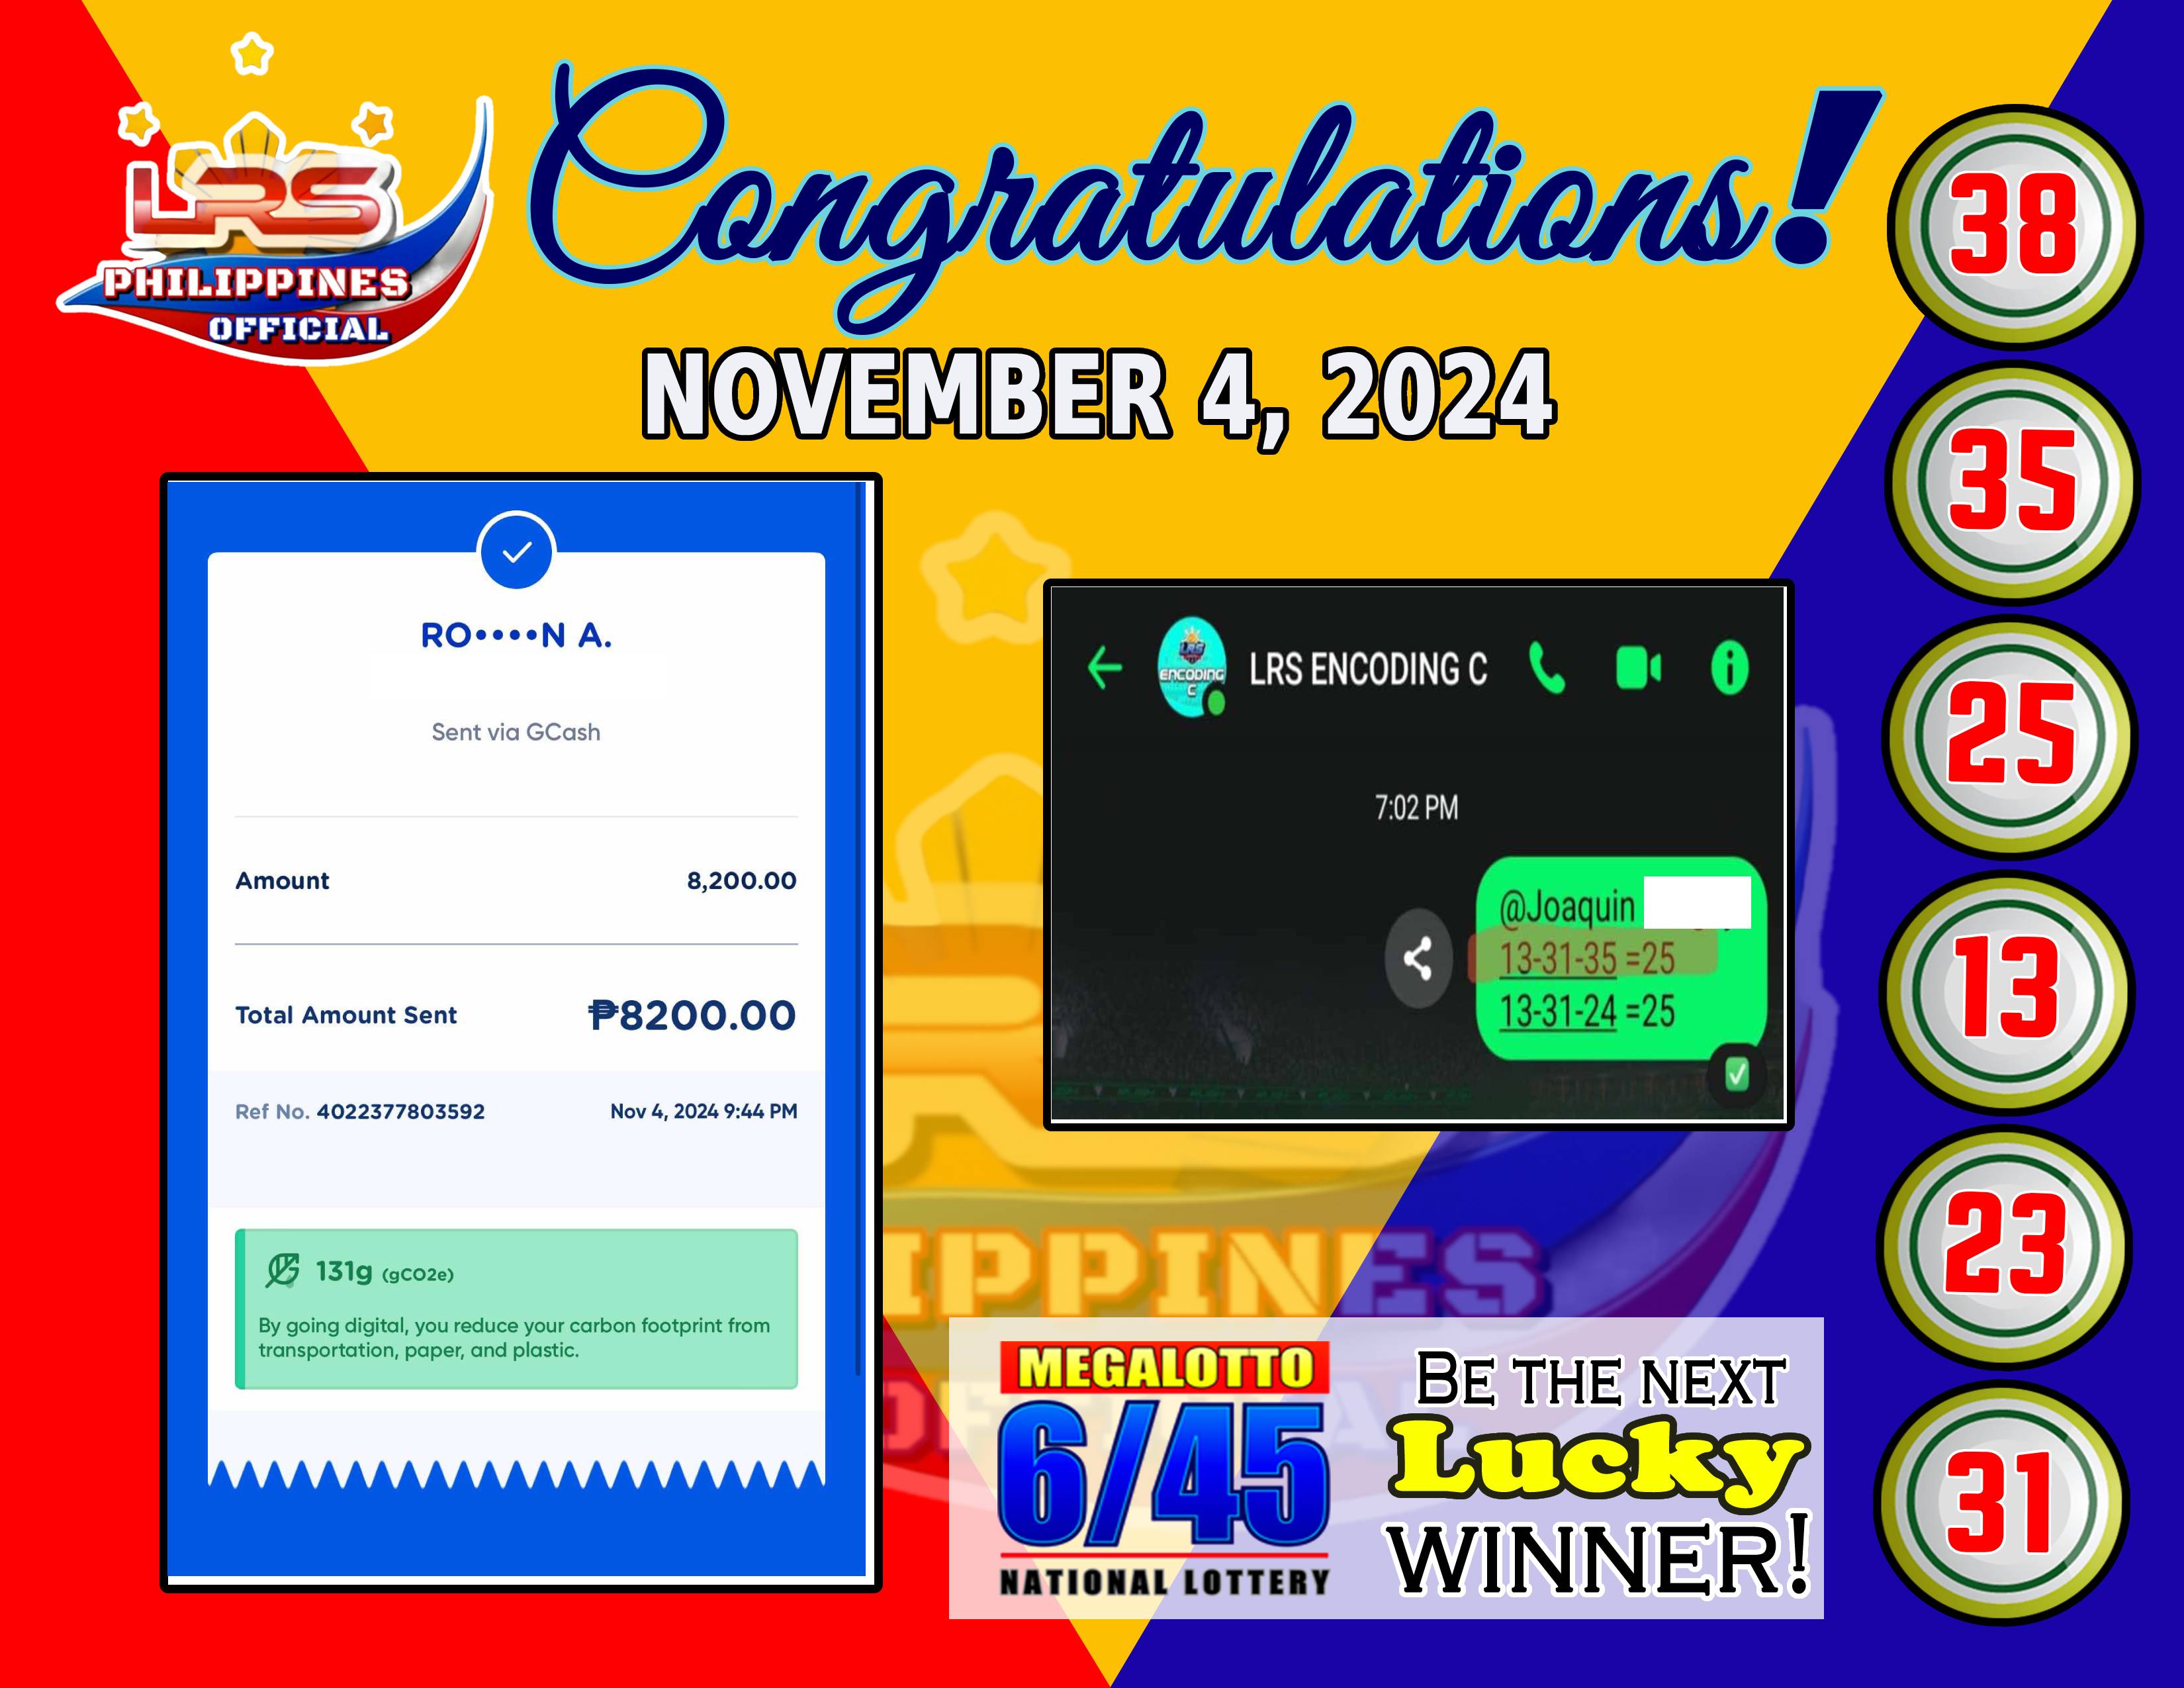 LRS
PHILIPPINES
OFFICIAL
Congratulations!
NOVEMBER 4, 2024
RO••••N A.
Sent via GCash
Amount 8,200.00
Total Amount Sent ₱8200.00
Ref No. 4022377803592 Nov 4, 2024 9:44 PM
131g (gCO2e)
By going digital, you reduce your carbon footprint from
transportation, paper, and plastic.
LRS
ENCODING
C
LRS ENCODING C
7:02 PM
@Joaquin
13-31-35 =25
13-31-24 =25
IPPINES
MEGALOTTO
6/45
NATIONAL LOTTERY
BE THE NEXT
Lucky
WINNER!
38
35
25
13
23
31